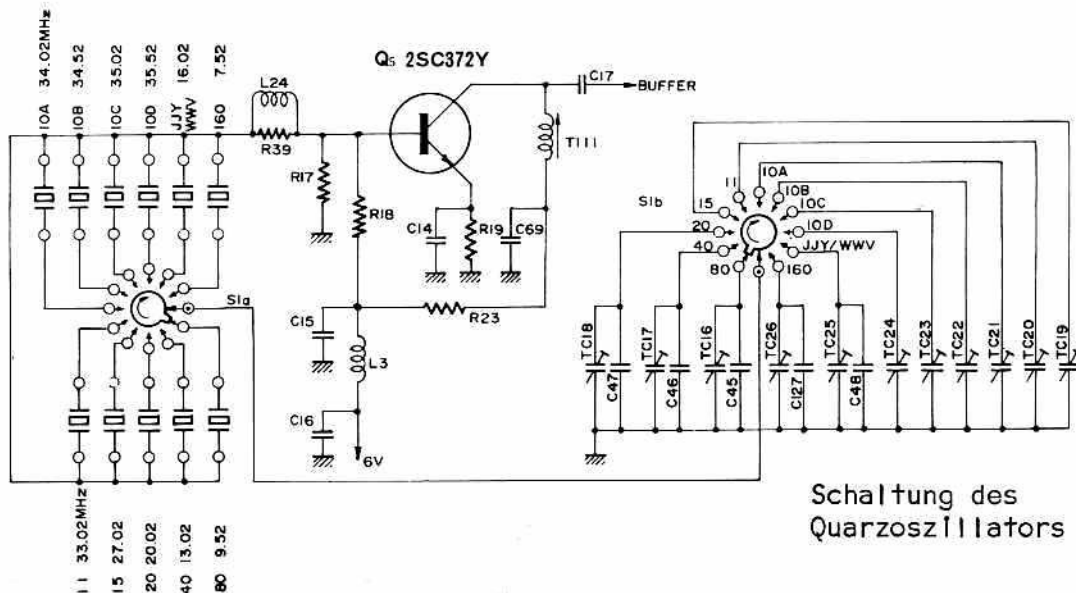 10A 34.02MHz
10B 34.52
10C 35.02
10D 35.52
JJY WWV 16.02
160 7.52
L24
R39
R17
R18
Q5 2SC372Y
C17
BUFFER
T111
C14
R19
C69
R23
C15
L3
C16
6V
S1a
11 33.02MHz
15 27.02
20 20.02
40 13.02
80 9.52
S1b
11
10A
10B
10C
10D
JJY/WWV
160
80
40
20
15
TC18
C47
TC17
C46
TC16
C45
TC26
C127
TC25
C48
TC24
TC23
TC22
TC21
TC20
TC19
Schaltung des
Quarzoszillators